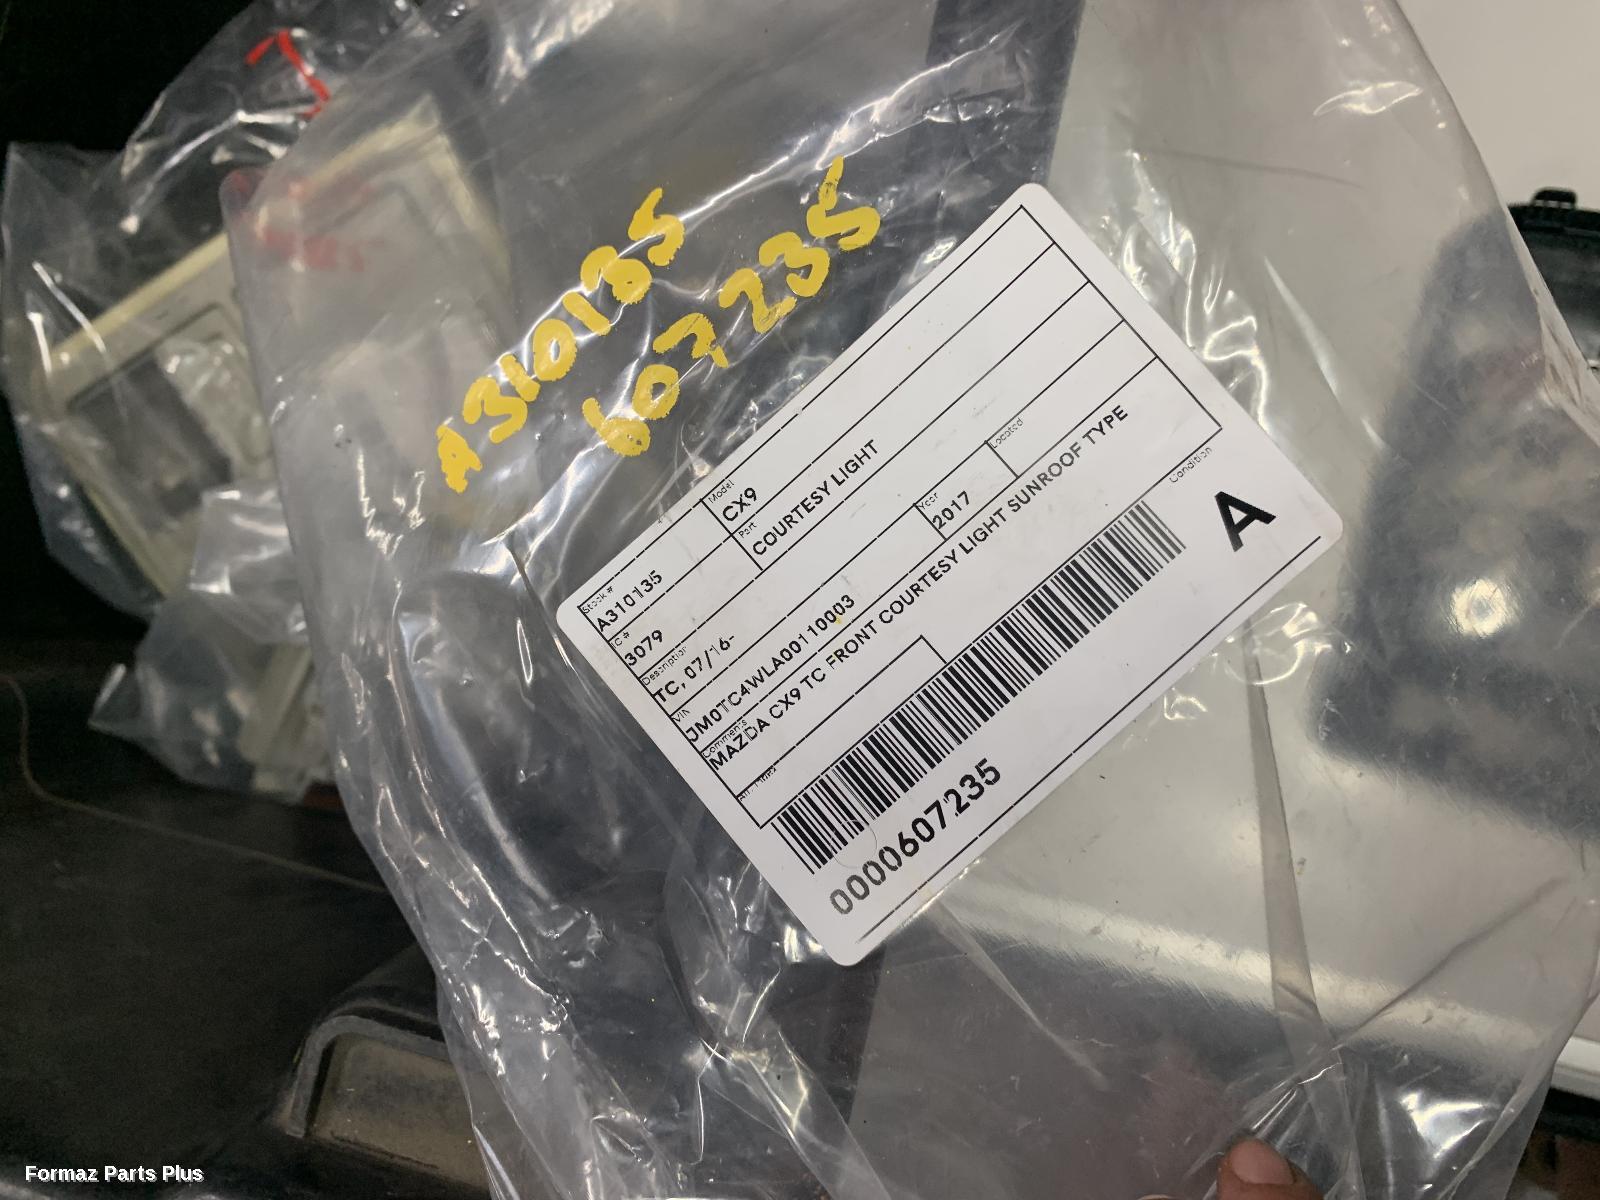 A310135
607235
Stock #
A310135
Model
CX9
IC #
3079
Part
COURTESY LIGHT
Description
TC, 07/16-
VIN
JM0TC4WLA00110003
Year
2017
Located
Comments
MAZDA CX9 TC FRONT COURTESY LIGHT SUNROOF TYPE
Condition
A
0000607235
Formaz Parts Plus